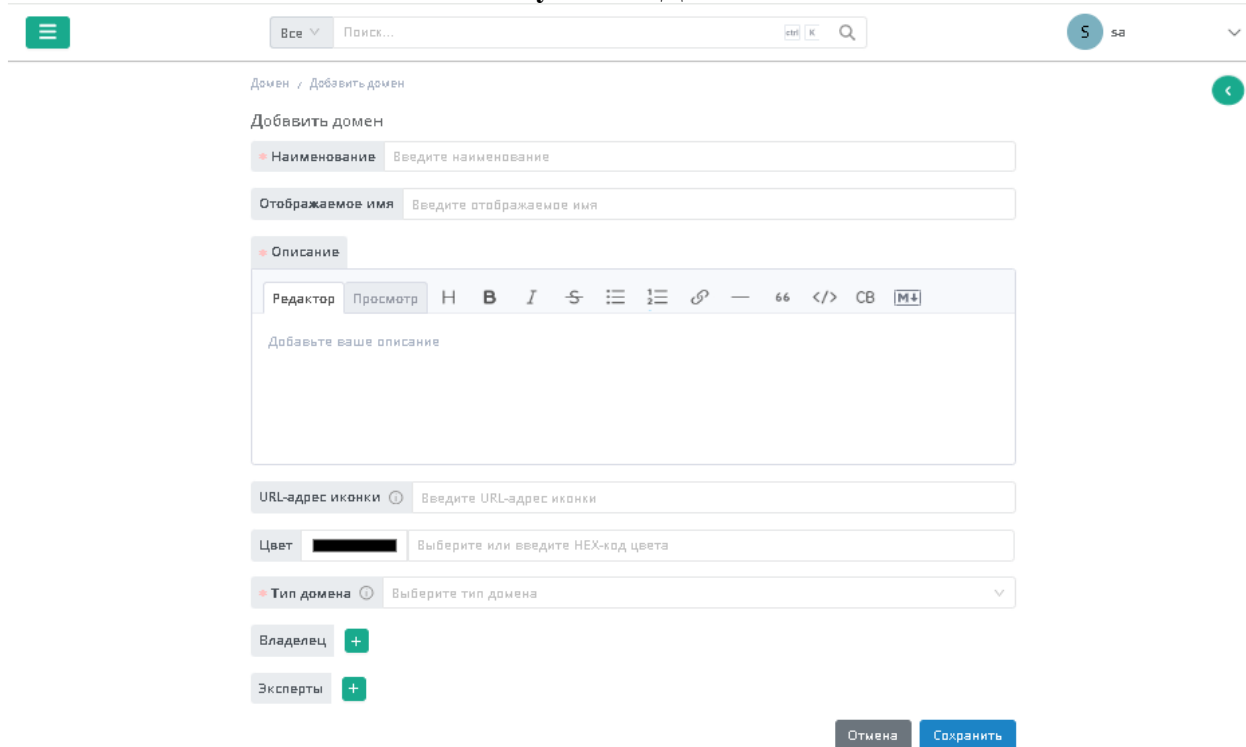 Все Поиск... ctrl K S sa
Домен / Добавить домен
Добавить домен
* Наименование Введите наименование
Отображаемое имя Введите отображаемое имя
* Описание
Редактор Просмотр H B I S 66 </> CB M
Добавьте ваше описание
URL-адрес иконки Введите URL-адрес иконки
Цвет Выберите или введите HEX-код цвета
* Тип домена Выберите тип домена
Владелец +
Эксперты +
Отмена Сохранить